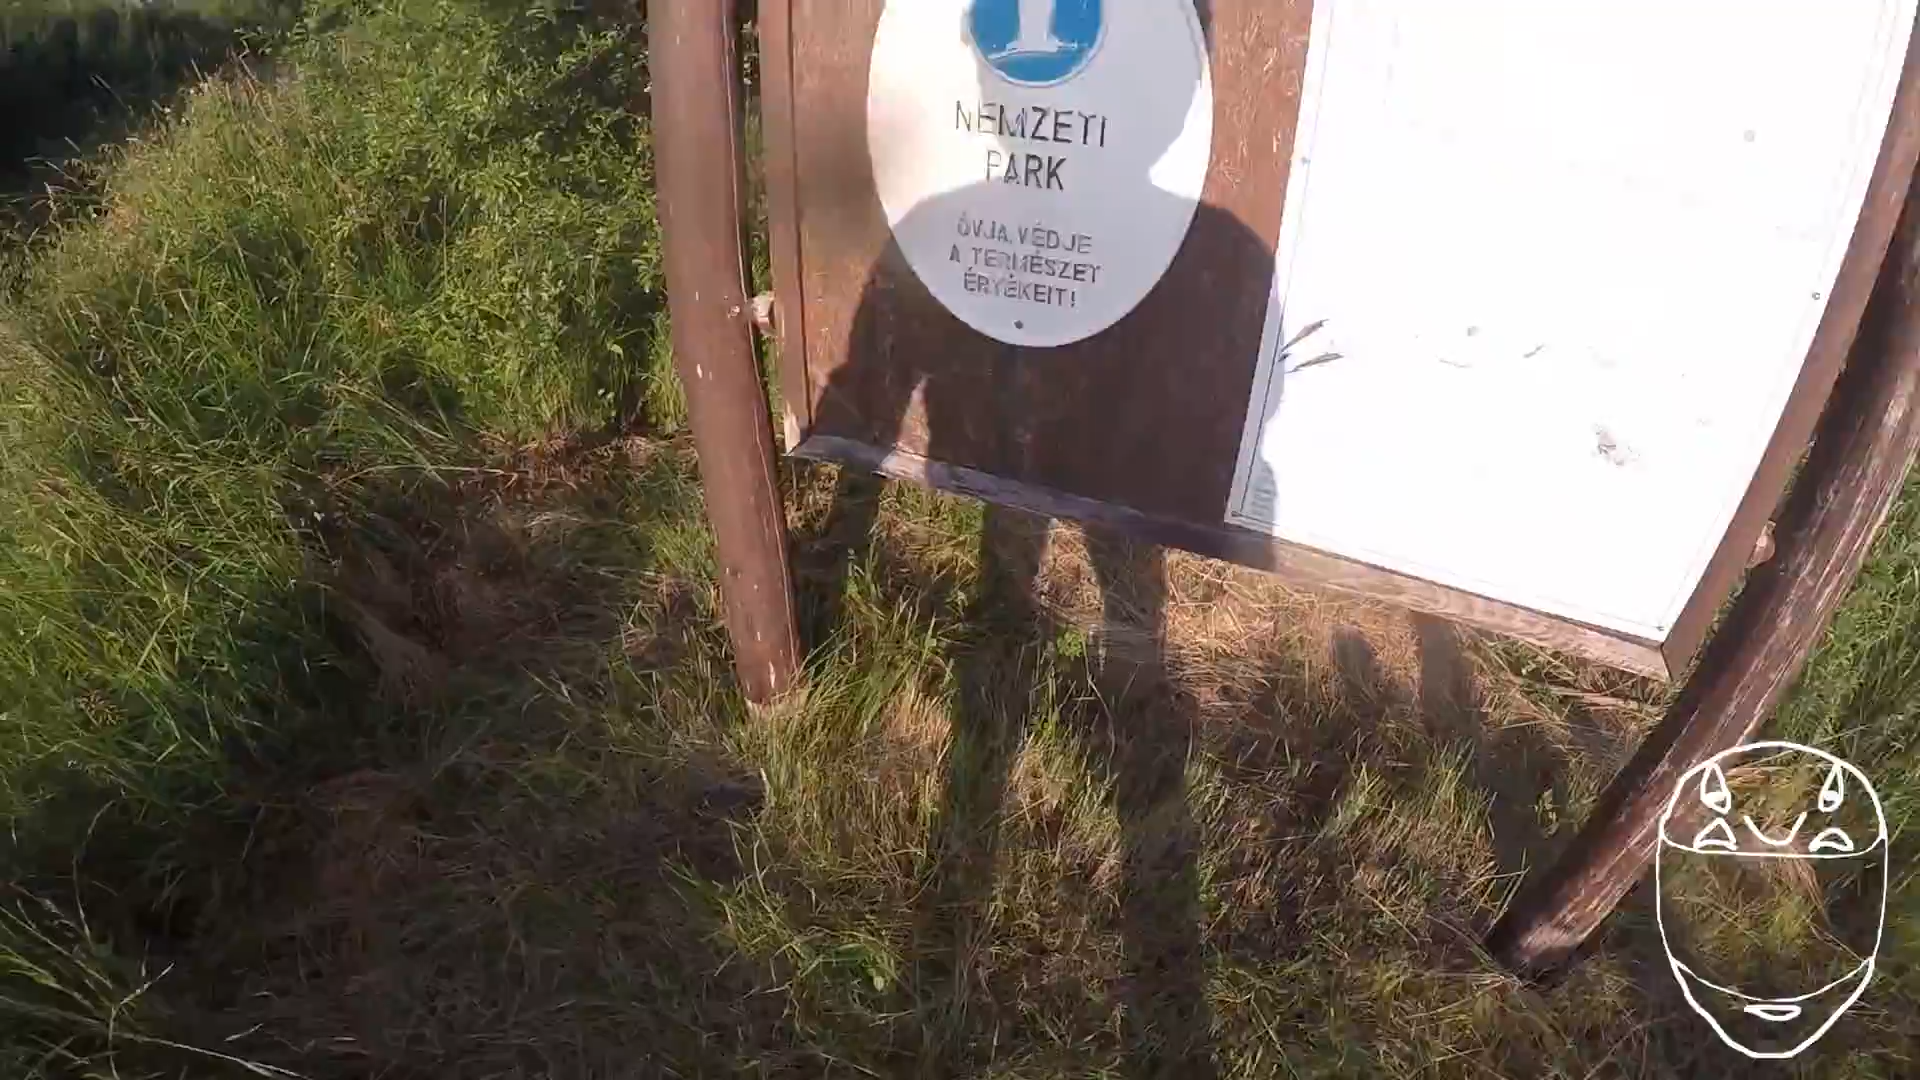 NEMZETI
PARK
ÓVJA, VÉDJE
A TERMÉSZET
ÉRTÉKEIT!